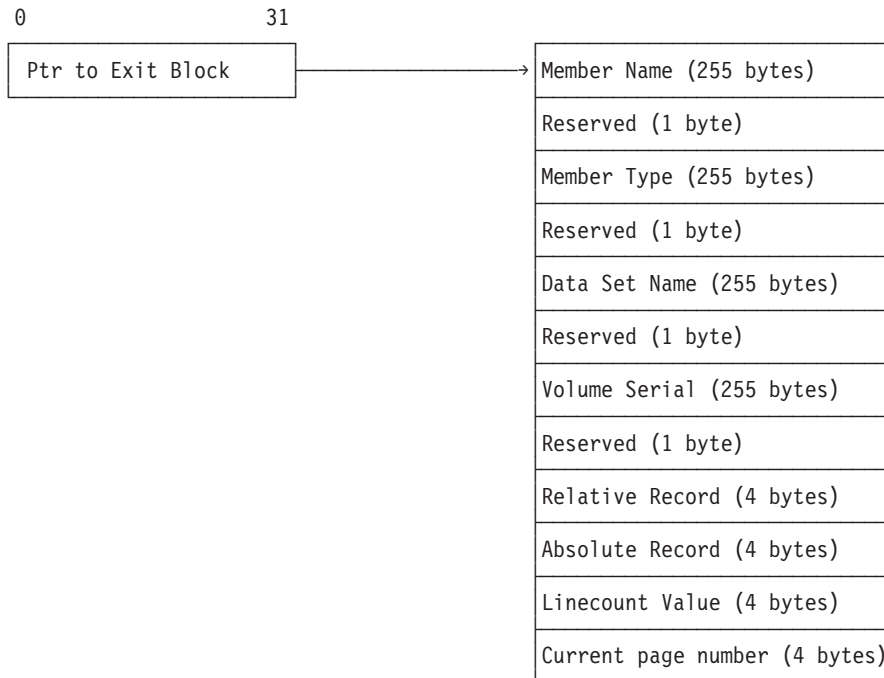 0 31
Ptr to Exit Block
Member Name (255 bytes)
Reserved (1 byte)
Member Type (255 bytes)
Reserved (1 byte)
Data Set Name (255 bytes)
Reserved (1 byte)
Volume Serial (255 bytes)
Reserved (1 byte)
Relative Record (4 bytes)
Absolute Record (4 bytes)
Linecount Value (4 bytes)
Current page number (4 bytes)